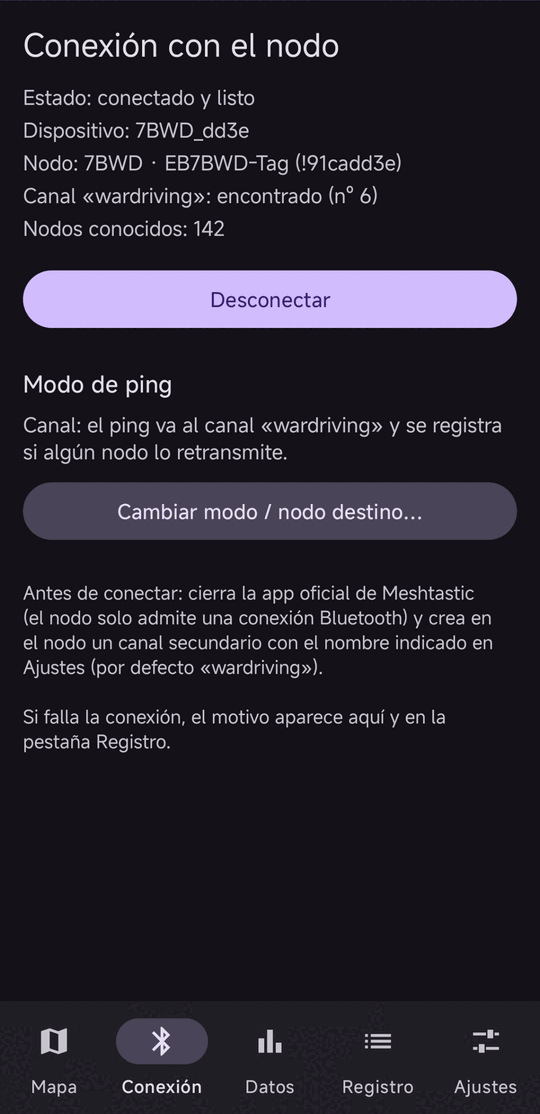 Conexión con el nodo
Estado: conectado y listo
Dispositivo: 7BWD_dd3e
Nodo: 7BWD · EB7BWD-Tag (!91cadd3e)
Canal «wardriving»: encontrado (nº 6)
Nodos conocidos: 142
Desconectar
Modo de ping
Canal: el ping va al canal «wardriving» y se registra
si algún nodo lo retransmite.
Cambiar modo / nodo destino...
Antes de conectar: cierra la app oficial de Meshtastic
(el nodo solo admite una conexión Bluetooth) y crea en
el nodo un canal secundario con el nombre indicado en
Ajustes (por defecto «wardriving»).
Si falla la conexión, el motivo aparece aquí y en la
pestaña Registro.
Mapa
Conexión
Datos
Registro
Ajustes